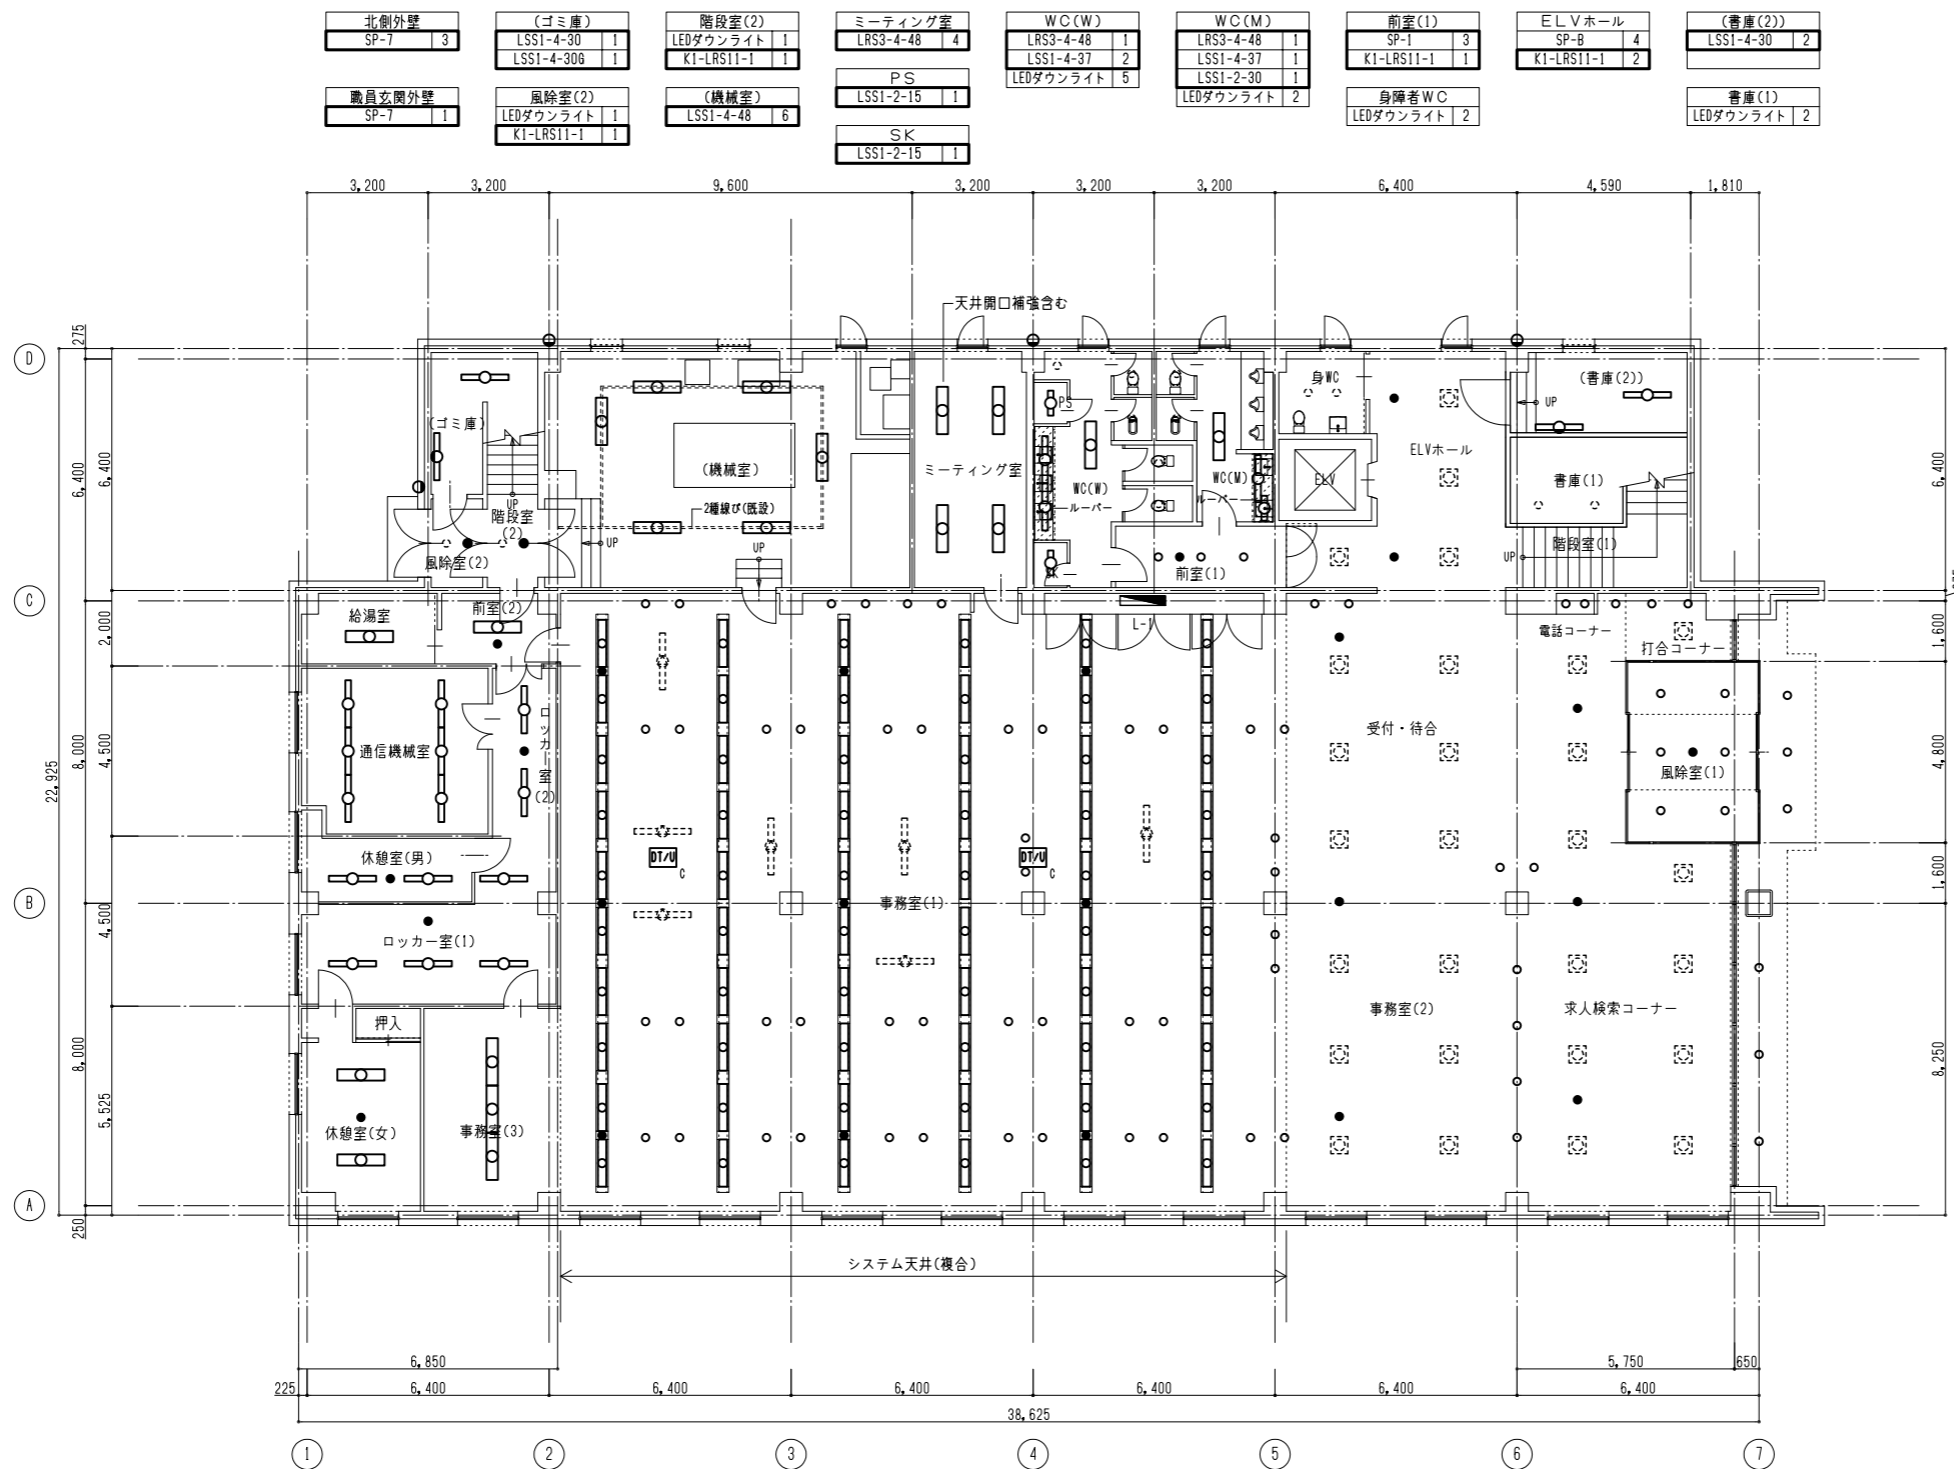 北側外壁
SP-7 3
(ゴミ庫)
LSS1-4-30 1
LSS1-4-30G 1
階段室(2)
LEDダウンライト 1
K1-LRS11-1 1
ミーティング室
LRS3-4-48 4
WC(W)
LRS3-4-48 1
LSS1-4-37 2
LEDダウンライト 5
WC(M)
LRS3-4-48 1
LSS1-4-37 1
LSS1-2-30 1
LEDダウンライト 2
前室(1)
SP-1 3
K1-LRS11-1 1
ELVホール
SP-B 4
K1-LRS11-1 2
(書庫(2))
LSS1-4-30 2
職員玄関外壁
SP-7 1
風除室(2)
LEDダウンライト 1
K1-LRS11-1 1
(機械室)
LSS1-4-48 6
PS
LSS1-2-15 1
SK
LSS1-2-15 1
身障者WC
LEDダウンライト 2
書庫(1)
LEDダウンライト 2
3,200 3,200 9,600 3,200 3,200 3,200 6,400 4,590 1,810
天井開口補強含む
275
D
(ゴミ庫)
UP
階段室
(2)
風除室(2)
UP
(機械室)
2種線ぴ(既設)
UP
ミーティング室
PS
WC(W)
ルーバー
SK
WC(M)
ルーバー
前室(1)
身WC
ELV
ELVホール
(書庫(2))
UP
書庫(1)
階段室(1)
UP
6,400
6,400
6,400
C
給湯室
前室(2)
L-1
電話コーナー
打合コーナー
2,000
1,600
通信機械室
ロッカー室
(2)
受付・待合
風除室(1)
22,925
8,000
4,500
4,800
休憩室(男)
DT/U
C
DT/U
C
1,600
B
事務室(1)
ロッカー室(1)
4,500
押入
事務室(2)
求人検索コーナー
8,000
5,525
8,250
休憩室(女)
事務室(3)
A
250
システム天井(複合)
6,850
5,750
650
225
6,400 6,400 6,400 6,400 6,400 6,400
38,625
1 2 3 4 5 6 7